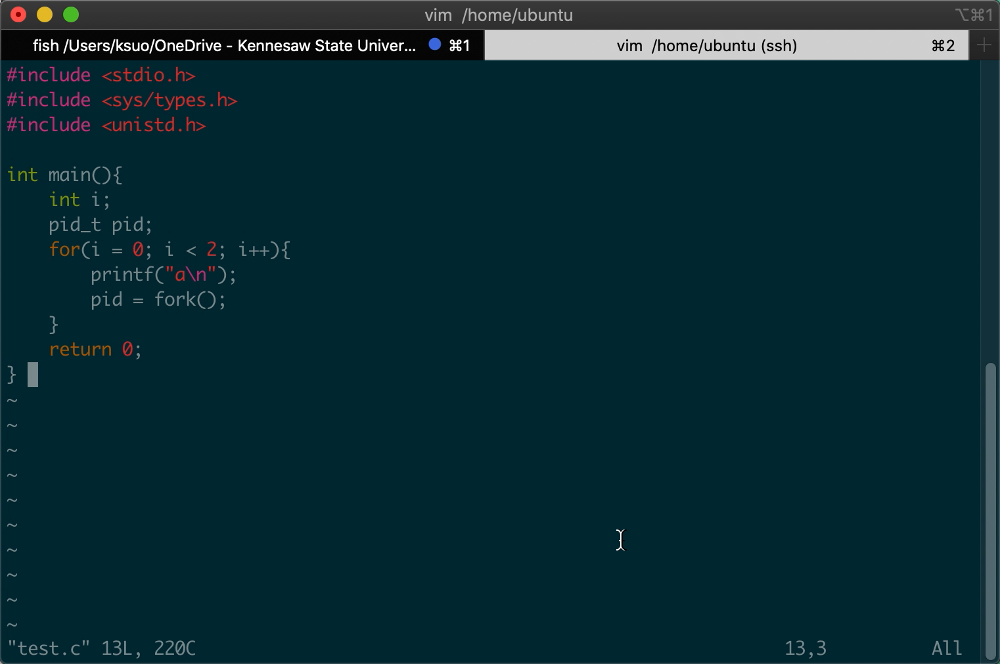 vim /home/ubuntu ⌥⌘1
fish /Users/ksuo/OneDrive - Kennesaw State Univer... ⌘1 vim /home/ubuntu (ssh) ⌘2 +
#include <stdio.h>
#include <sys/types.h>
#include <unistd.h>

int main(){
    int i;
    pid_t pid;
    for(i = 0; i < 2; i++){
        printf("a\n");
        pid = fork();
    }
    return 0;
}
~
~
~
~
~
~
~
~
~
~
"test.c" 13L, 220C 13,3 All